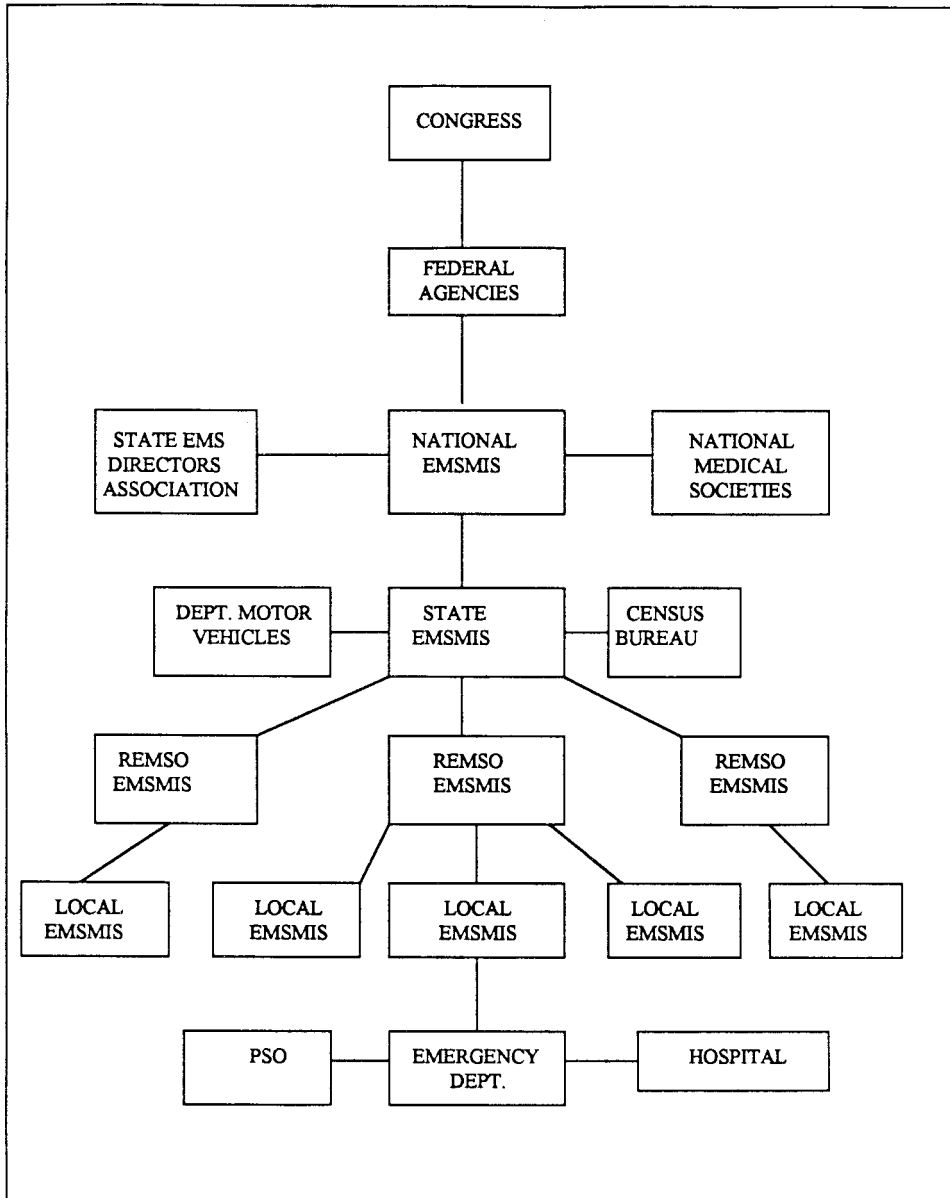 CONGRESS
FEDERAL
AGENCIES
STATE EMS
DIRECTORS
ASSOCIATION
NATIONAL
EMSMIS
NATIONAL
MEDICAL
SOCIETIES
DEPT. MOTOR
VEHICLES
STATE
EMSMIS
CENSUS
BUREAU
REMSO
EMSMIS
REMSO
EMSMIS
REMSO
EMSMIS
LOCAL
EMSMIS
LOCAL
EMSMIS
LOCAL
EMSMIS
LOCAL
EMSMIS
LOCAL
EMSMIS
PSO
EMERGENCY
DEPT.
HOSPITAL